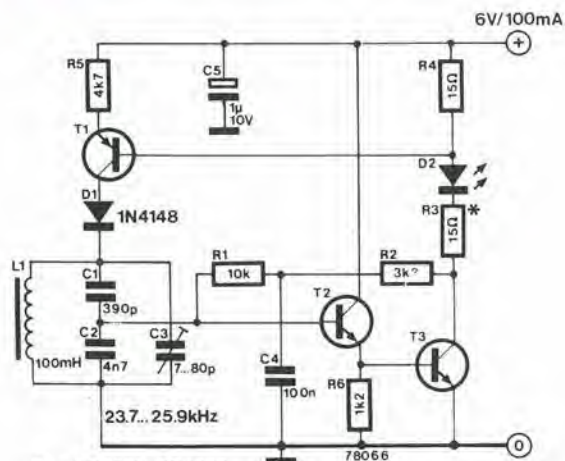 6V/100mA
+
R5
4k7
C5
1µ
10V
R4
15Ω
T1
D2
D1
1N4148
R3
15Ω
*
L1
C1
390p
R1
10k
R2
T2
C2
4n7
C3
7...80p
100mH
C4
100n
T3
R6
1k2
23.7...25.9kHz
78066
0